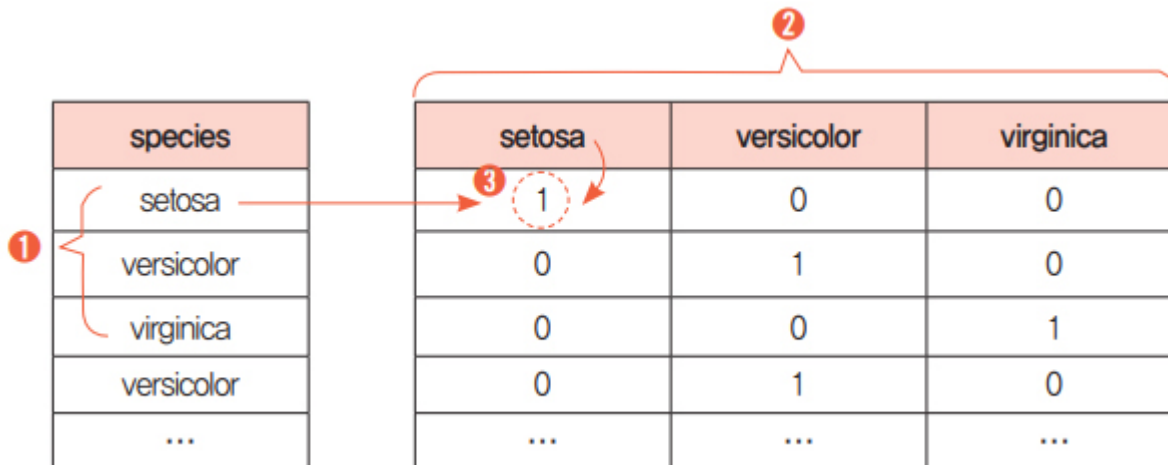 ❷
species setosa versicolor virginica
setosa ❸ 1 0 0
❶
versicolor 0 1 0
virginica 0 0 1
versicolor 0 1 0
... ... ... ...